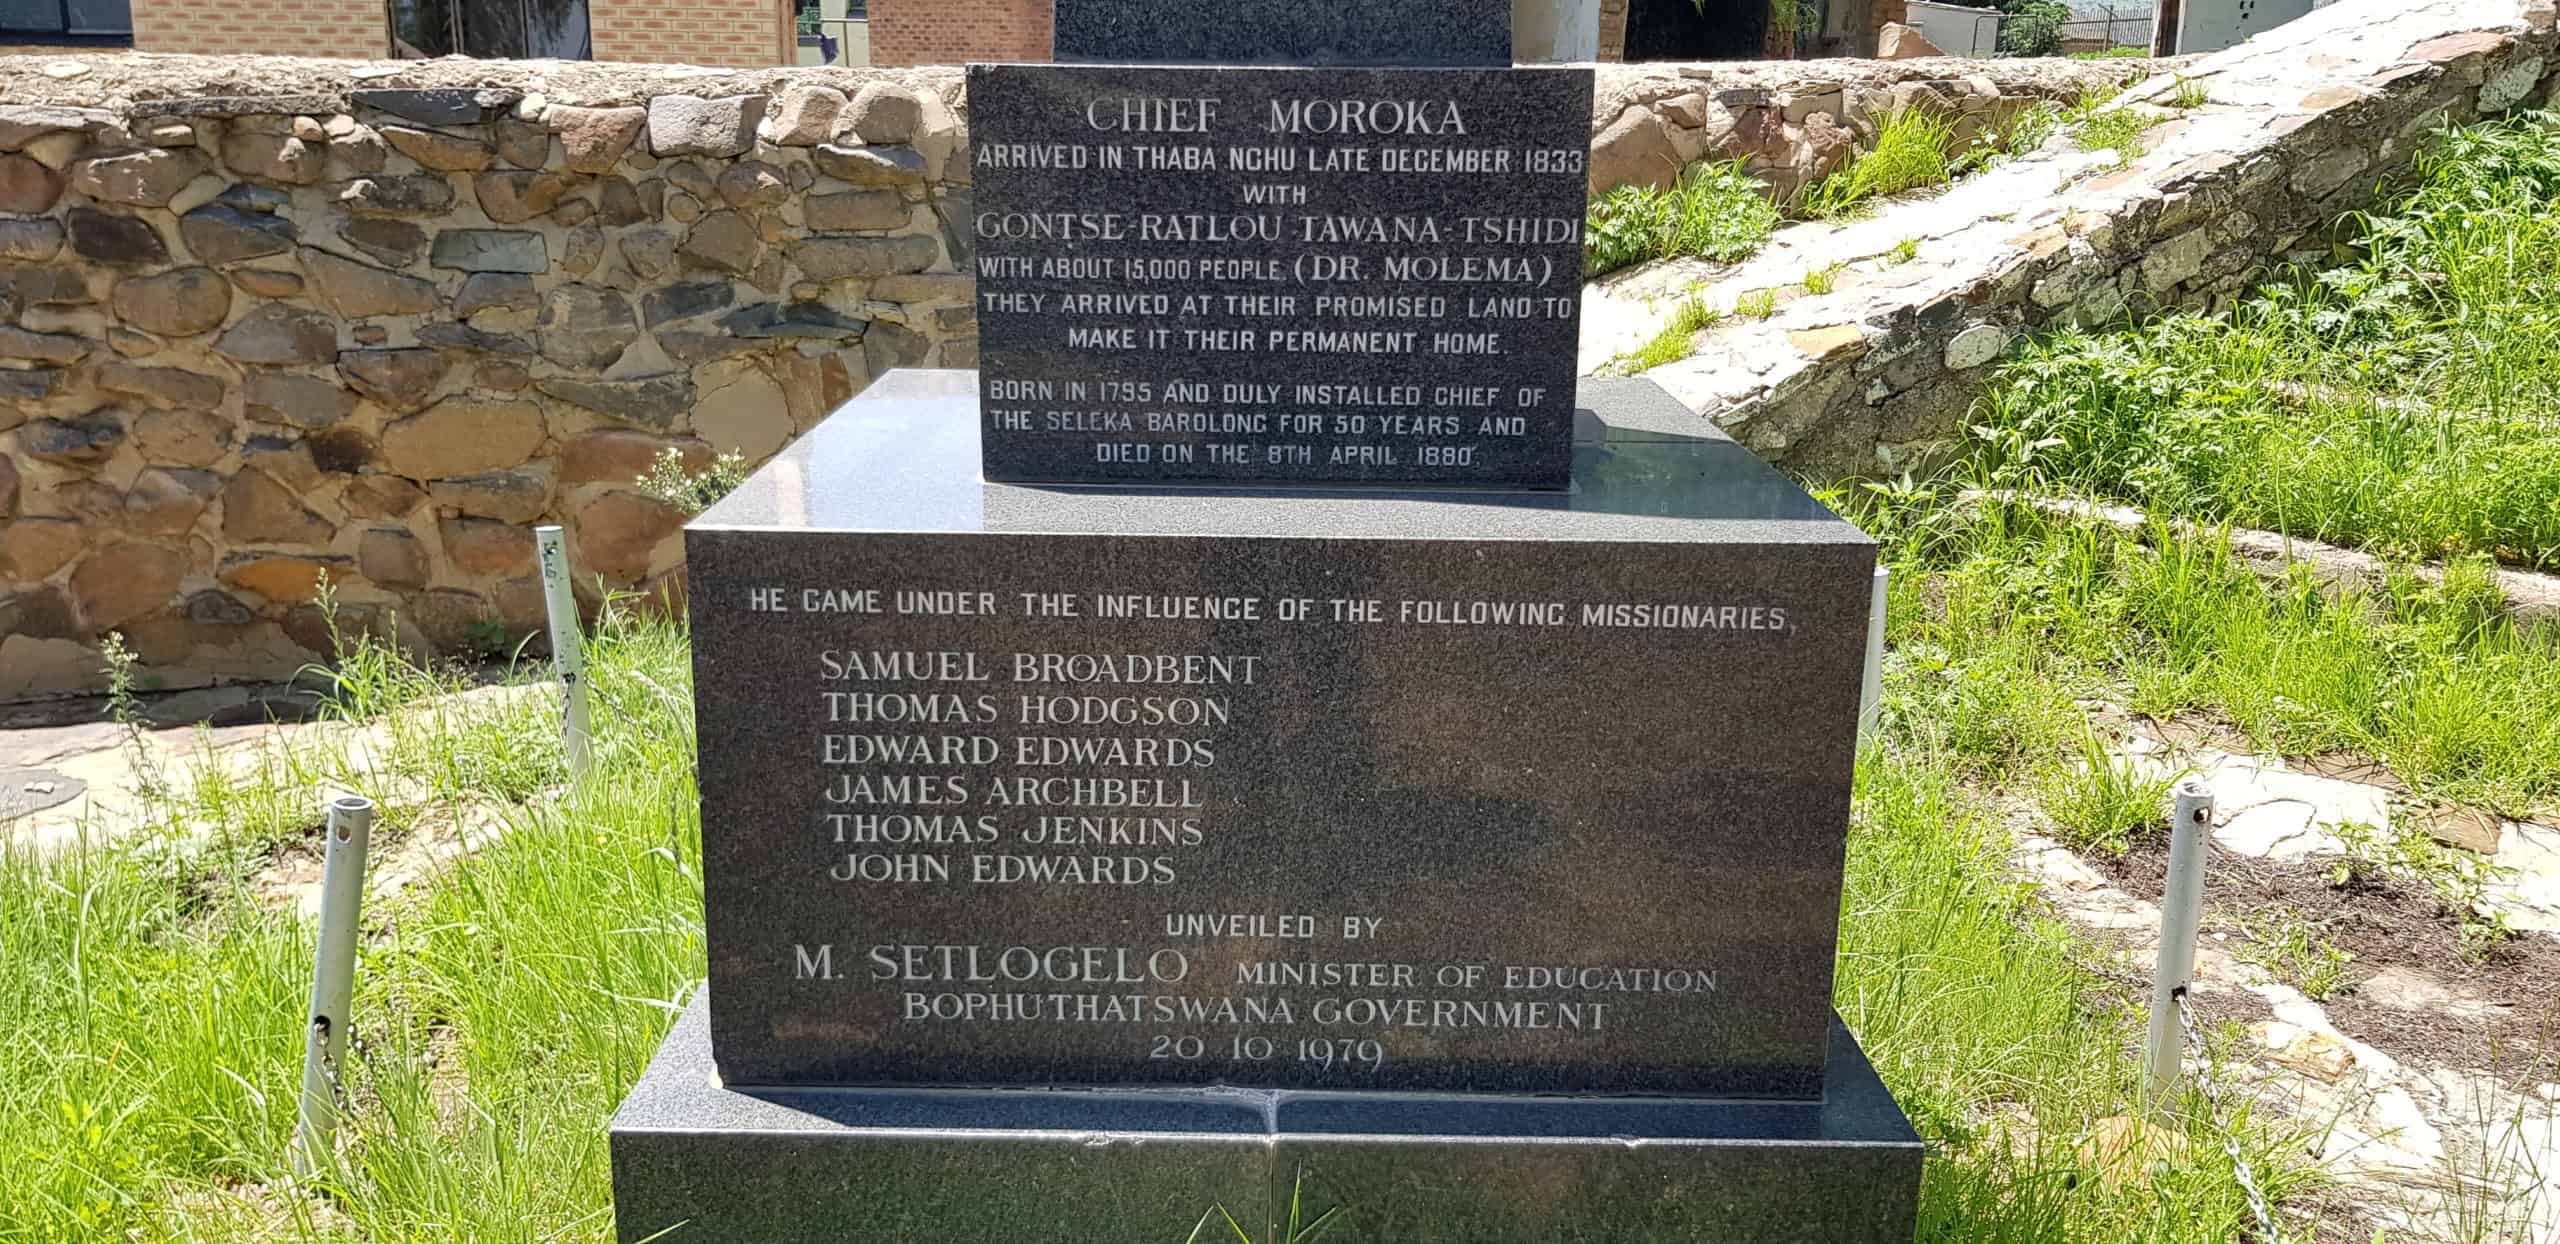 CHIEF MOROKA
ARRIVED IN THABA NCHU LATE DECEMBER 1833
WITH
GONTSE-RATLOU TAWANA-TSHIDI
WITH ABOUT 15,000 PEOPLE (DR. MOLEMA)
THEY ARRIVED AT THEIR PROMISED LAND TO
MAKE IT THEIR PERMANENT HOME.
BORN IN 1795 AND DULY INSTALLED CHIEF OF
THE SELEKA BAROLONG FOR 50 YEARS AND
DIED ON THE 8TH APRIL 1880.
HE CAME UNDER THE INFLUENCE OF THE FOLLOWING MISSIONARIES,
SAMUEL BROADBENT
THOMAS HODGSON
EDWARD EDWARDS
JAMES ARCHBELL
THOMAS JENKINS
JOHN EDWARDS
UNVEILED BY
M. SETLOGELO MINISTER OF EDUCATION
BOPHUTHATSWANA GOVERNMENT
20 10 1979